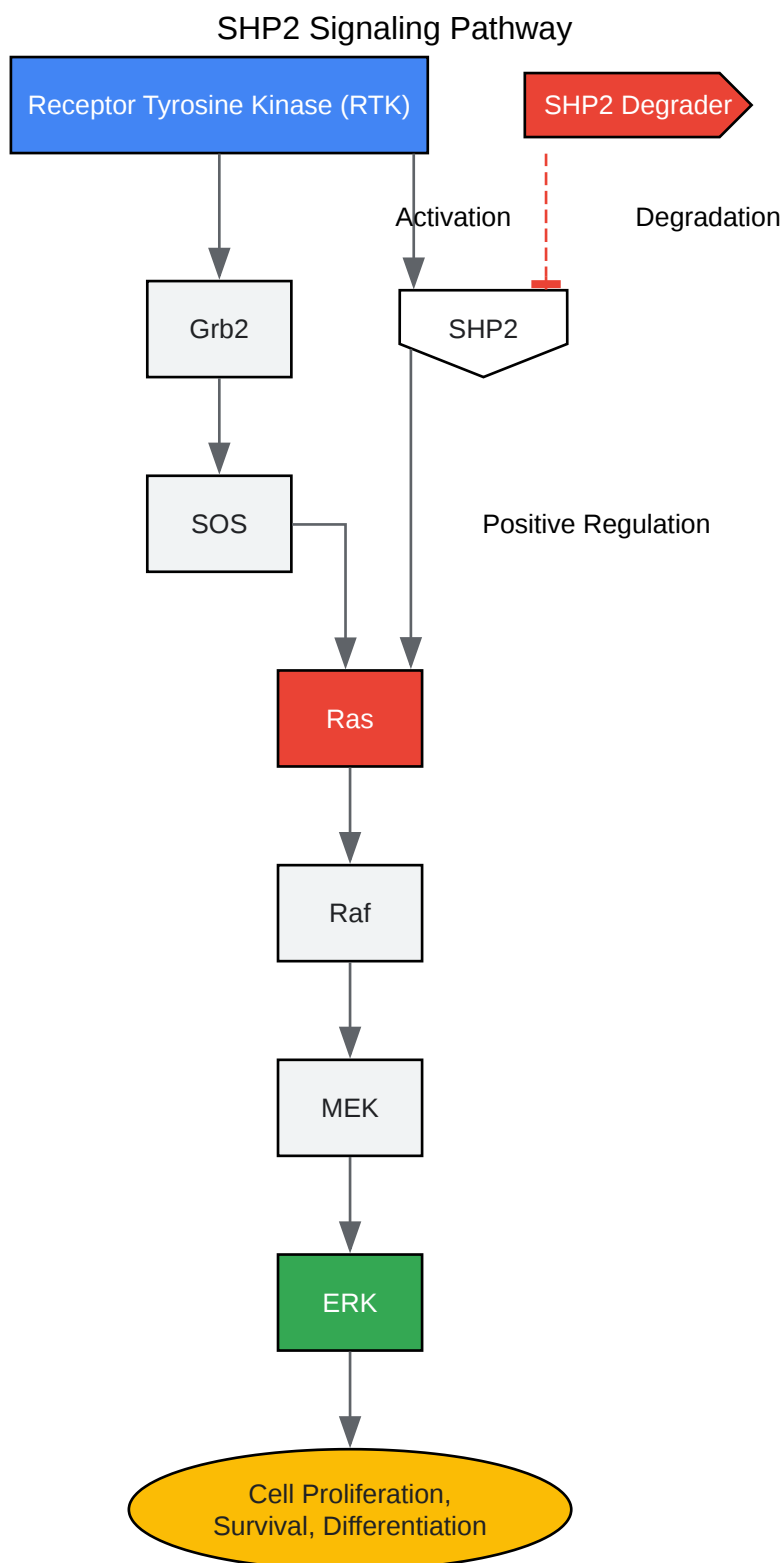 SHP2 Signaling Pathway
Receptor Tyrosine Kinase (RTK)
SHP2 Degrader
Activation
Degradation
Grb2
SHP2
SOS
Positive Regulation
Ras
Raf
MEK
ERK
Cell Proliferation,
Survival, Differentiation